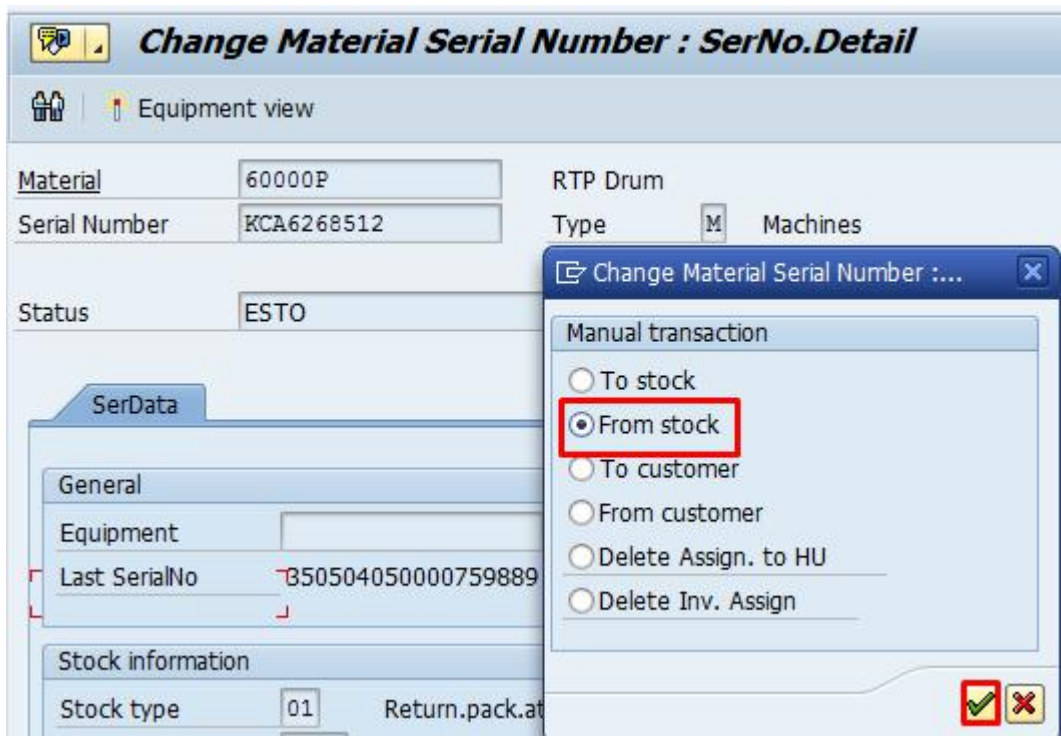 Change Material Serial Number : SerNo.Detail
Equipment view
Material 60000P RTP Drum
Serial Number KCA6268512 Type M Machines
Status ESTO
Change Material Serial Number :...
Manual transaction
To stock
From stock
To customer
From customer
Delete Assign. to HU
Delete Inv. Assign
SerData
General
Equipment
Last SerialNo 350504050000759889
Stock information
Stock type 01 Return.pack.at